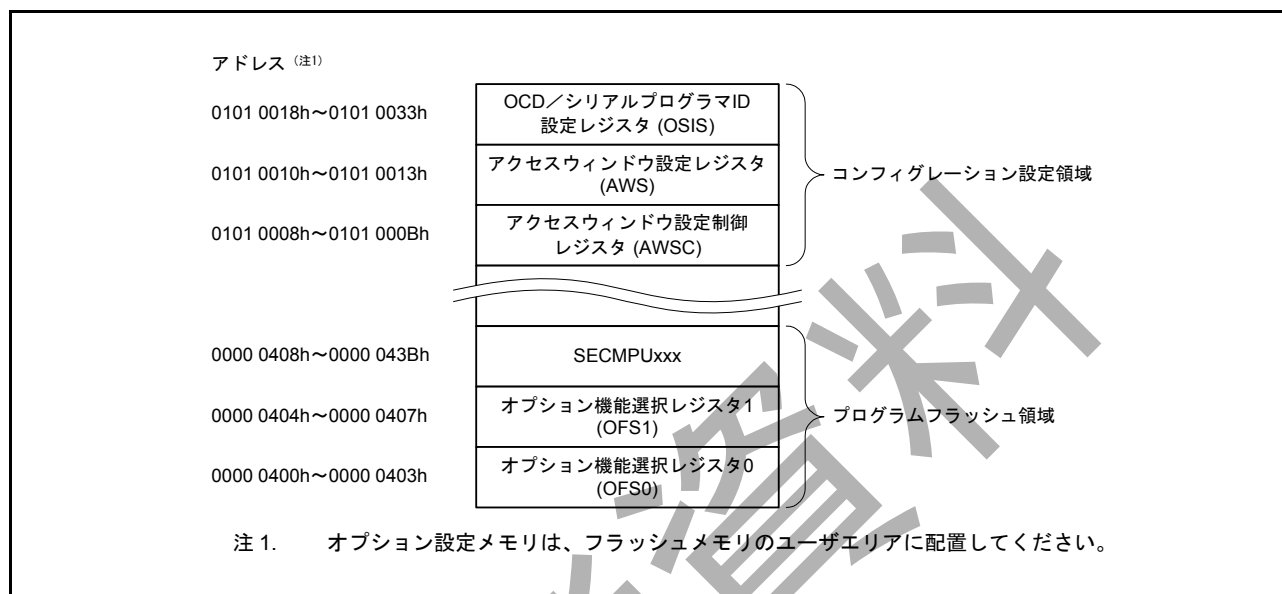 アドレス (注1)
0101 0018h～0101 0033h
OCD／シリアルプログラマID
設定レジスタ (OSIS)
0101 0010h～0101 0013h
アクセスウィンドウ設定レジスタ
(AWS)
コンフィグレーション設定領域
0101 0008h～0101 000Bh
アクセスウィンドウ設定制御
レジスタ (AWSC)
0000 0408h～0000 043Bh
SECMPUxxx
0000 0404h～0000 0407h
オプション機能選択レジスタ1
(OFS1)
プログラムフラッシュ領域
0000 0400h～0000 0403h
オプション機能選択レジスタ0
(OFS0)
注 1. オプション設定メモリは、フラッシュメモリのユーザエリアに配置してください。
資料